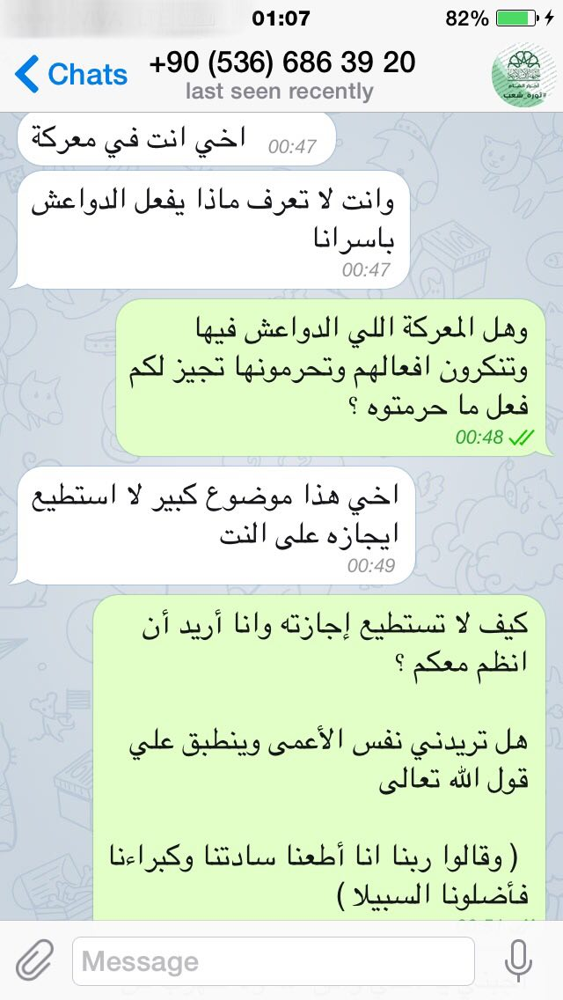 01:07
82%
Chats
+90 (536) 686 39 20
last seen recently
#ثورة_شعب
اخي انت في معركة
00:47
وانت لا تعرف ماذا يفعل الدواعش
باسرانا
00:47
وهل المعركة اللي الدواعش فيها
وتنكرون افعالهم وتحرمونها تجيز لكم
فعل ما حرمتوه ؟
00:48
اخي هذا موضوع كبير لا استطيع
ايجازه على النت
00:49
كيف لا تستطيع إجازته وانا أريد أن
انظم معكم ؟
هل تريدني نفس الأعمى وينطبق علي
قول الله تعالى
( وقالوا ربنا انا أطعنا سادتنا وكبراءنا
فأضلونا السبيلا )
Message